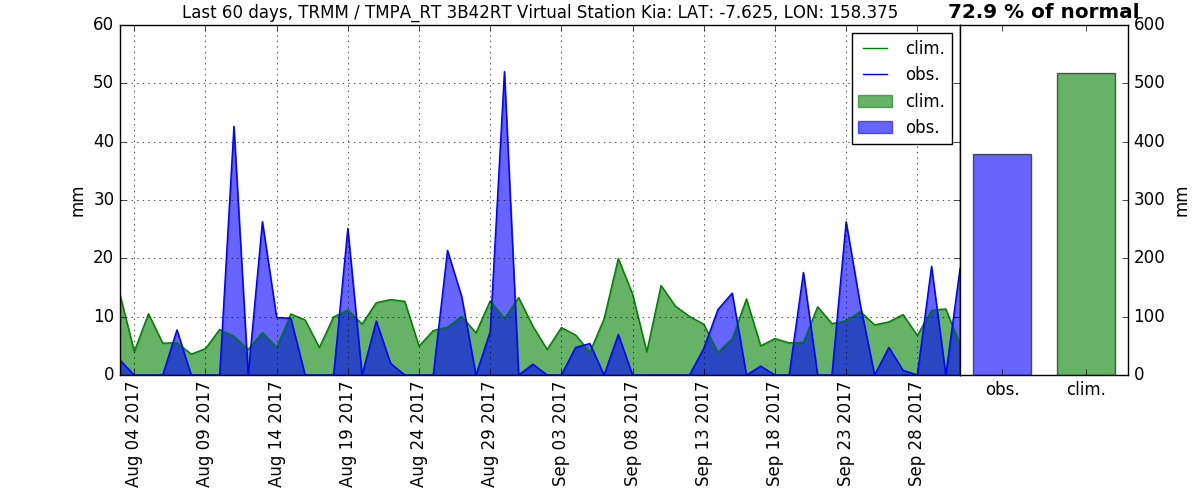 Last 60 days, TRMM / TMPA_RT 3B42RT Virtual Station Kia: LAT: -7.625, LON: 158.375
72.9 % of normal
60
50
40
30
20
10
0
mm
clim.
obs.
clim.
obs.
600
500
400
300
200
100
0
mm
Aug 04 2017
Aug 09 2017
Aug 14 2017
Aug 19 2017
Aug 24 2017
Aug 29 2017
Sep 03 2017
Sep 08 2017
Sep 13 2017
Sep 18 2017
Sep 23 2017
Sep 28 2017
obs.
clim.